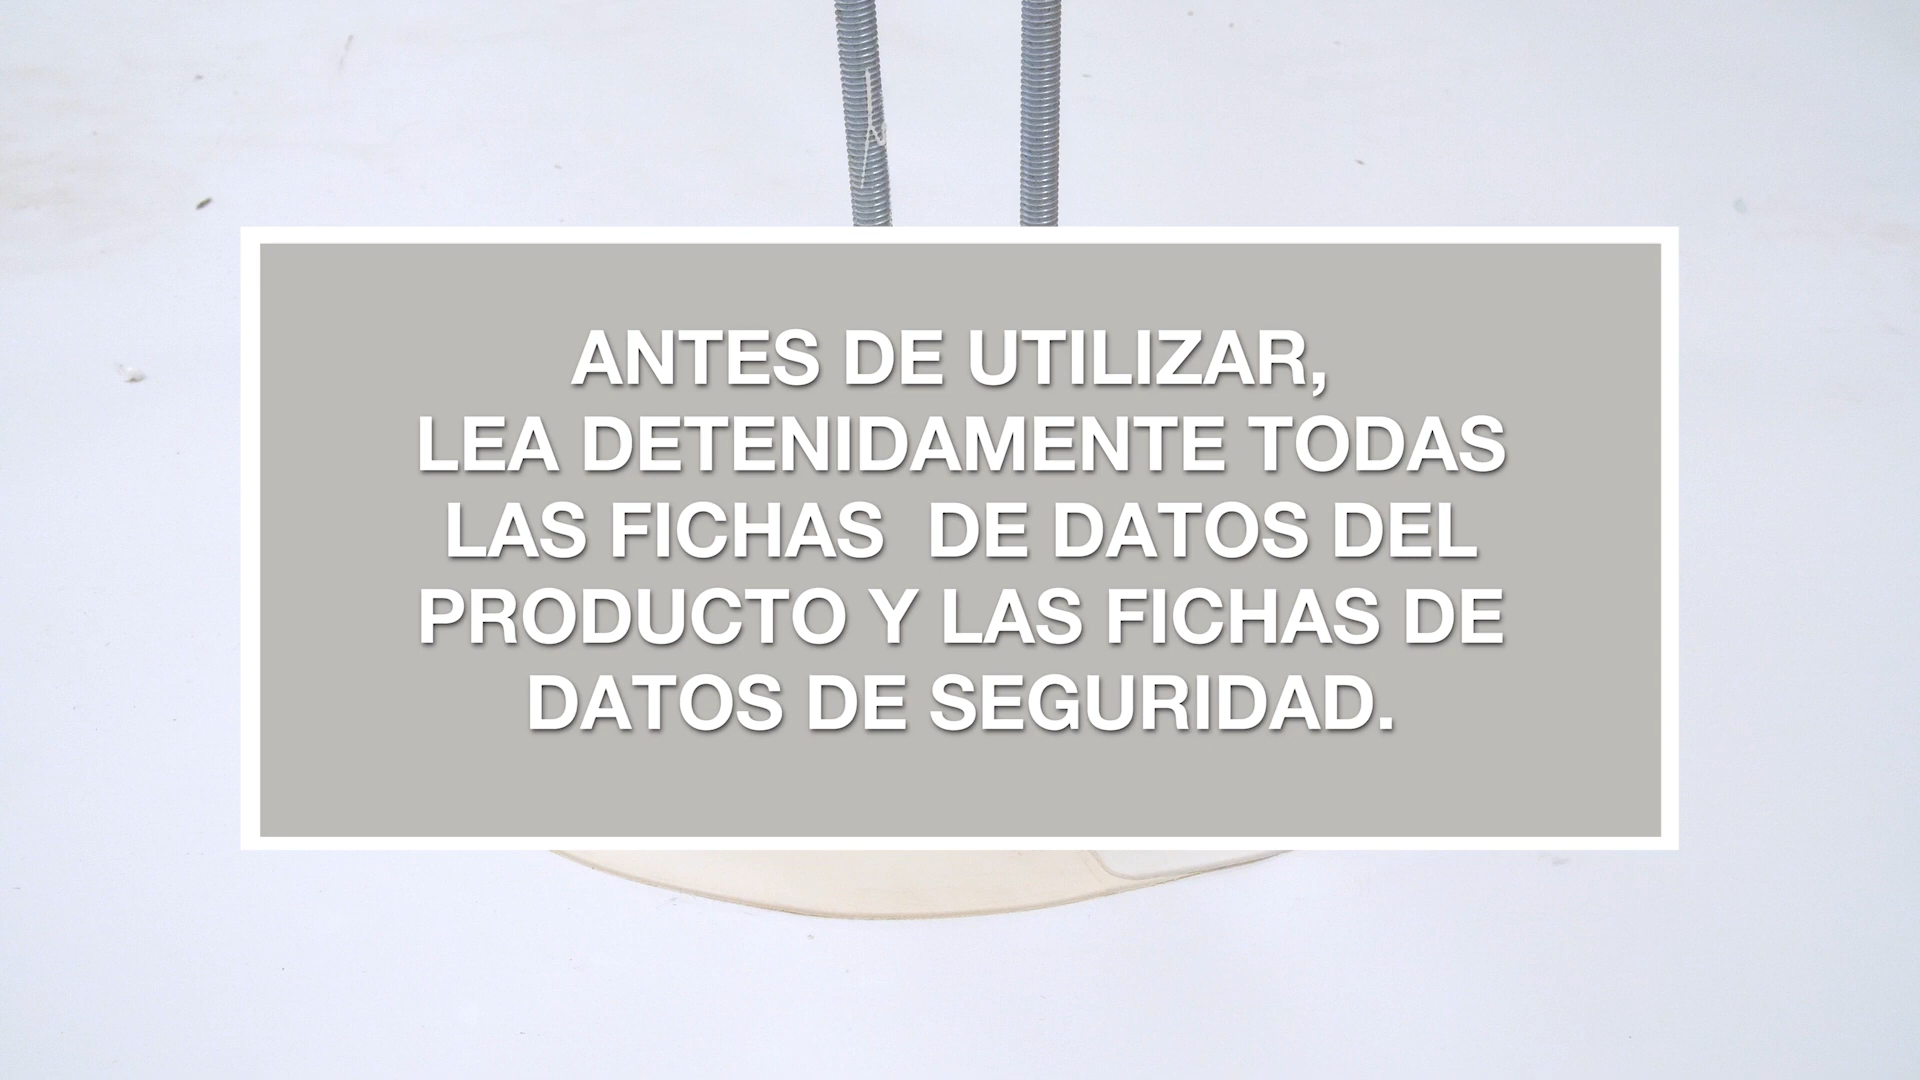 ANTES DE UTILIZAR,
LEA DETENIDAMENTE TODAS
LAS FICHAS  DE DATOS DEL
PRODUCTO Y LAS FICHAS DE
DATOS DE SEGURIDAD.